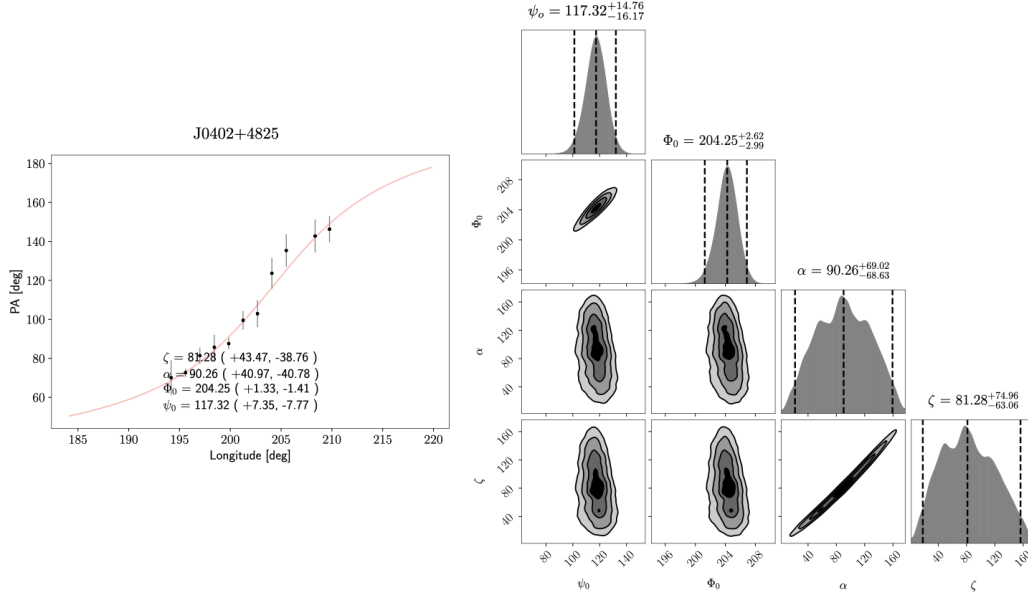 J0402+4825
PA [deg]
180
160
140
120
100
80
60
ζ = 81.28 ( +43.47, -38.76 )
α = 90.26 ( +40.97, -40.78 )
Φ₀ = 204.25 ( +1.33, -1.41 )
ψ₀ = 117.32 ( +7.35, -7.77 )
185 190 195 200 205 210 215 220
Longitude [deg]
ψₒ = 117.32 +14.76 −16.17
Φ₀ = 204.25 +2.62 −2.99
α = 90.26 +69.02 −68.63
ζ = 81.28 +74.96 −63.06
Φ₀
208
204
200
196
α
160
120
80
40
ζ
160
120
80
40
80 100 120 140
ψ₀
196 200 204 208
Φ₀
40 80 120 160
α
40 80 120 160
ζ